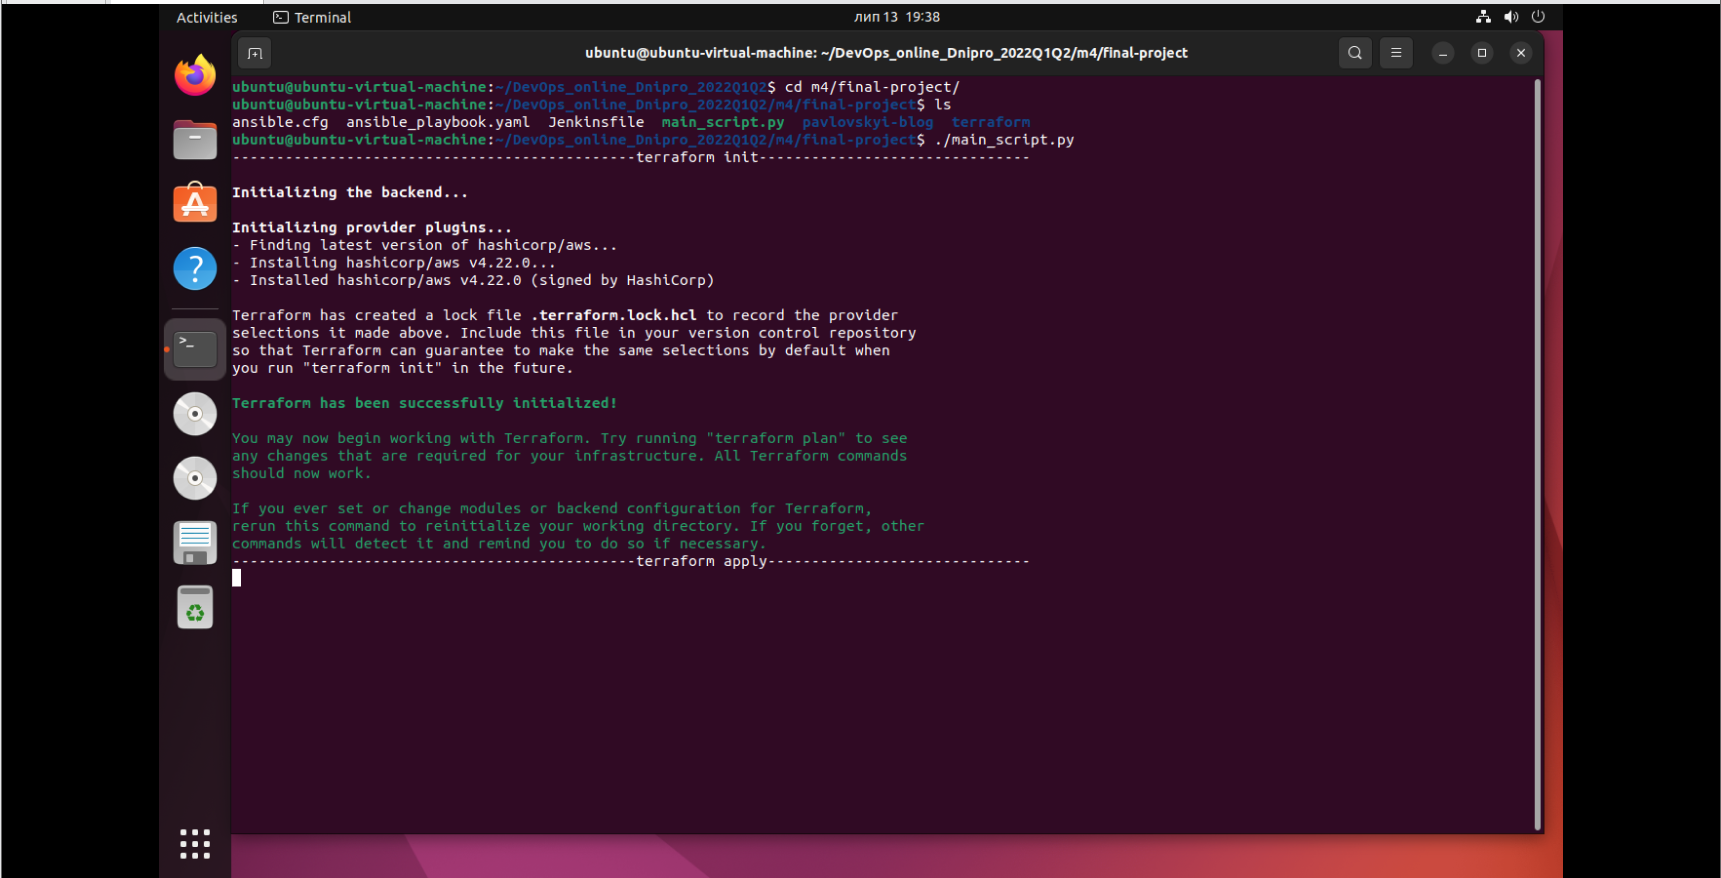 Activities Terminal лип 13 19:38
ubuntu@ubuntu-virtual-machine: ~/DevOps_online_Dnipro_2022Q1Q2/m4/final-project
ubuntu@ubuntu-virtual-machine:~/DevOps_online_Dnipro_2022Q1Q2$ cd m4/final-project/
ubuntu@ubuntu-virtual-machine:~/DevOps_online_Dnipro_2022Q1Q2/m4/final-project$ ls
ansible.cfg ansible_playbook.yaml Jenkinsfile main_script.py pavlovskyi-blog terraform
ubuntu@ubuntu-virtual-machine:~/DevOps_online_Dnipro_2022Q1Q2/m4/final-project$ ./main_script.py
----------------------------------------------terraform init-------------------------------
Initializing the backend...
Initializing provider plugins...
- Finding latest version of hashicorp/aws...
- Installing hashicorp/aws v4.22.0...
- Installed hashicorp/aws v4.22.0 (signed by HashiCorp)
Terraform has created a lock file .terraform.lock.hcl to record the provider
selections it made above. Include this file in your version control repository
so that Terraform can guarantee to make the same selections by default when
you run "terraform init" in the future.
Terraform has been successfully initialized!
You may now begin working with Terraform. Try running "terraform plan" to see
any changes that are required for your infrastructure. All Terraform commands
should now work.
If you ever set or change modules or backend configuration for Terraform,
rerun this command to reinitialize your working directory. If you forget, other
commands will detect it and remind you to do so if necessary.
----------------------------------------------terraform apply------------------------------